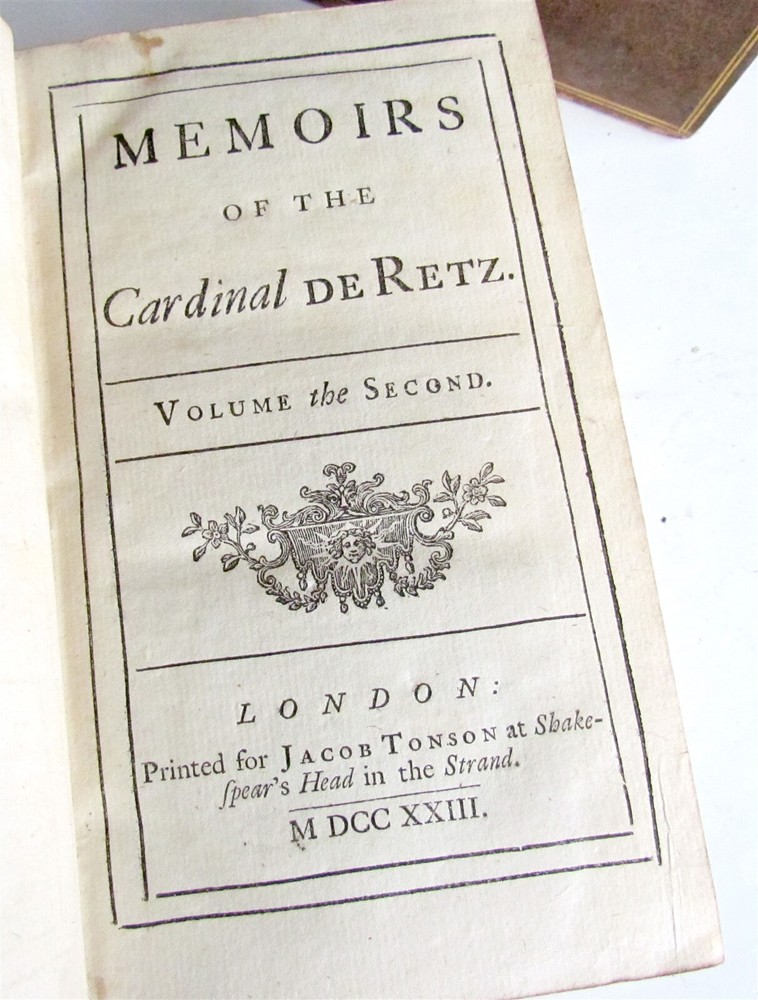 MEMOIRS
OF THE
Cardinal DE RETZ.
VOLUME the SECOND.
LONDON:
Printed for JACOB TONSON at Shake-
ſpear's Head in the Strand.
M DCC XXIII.